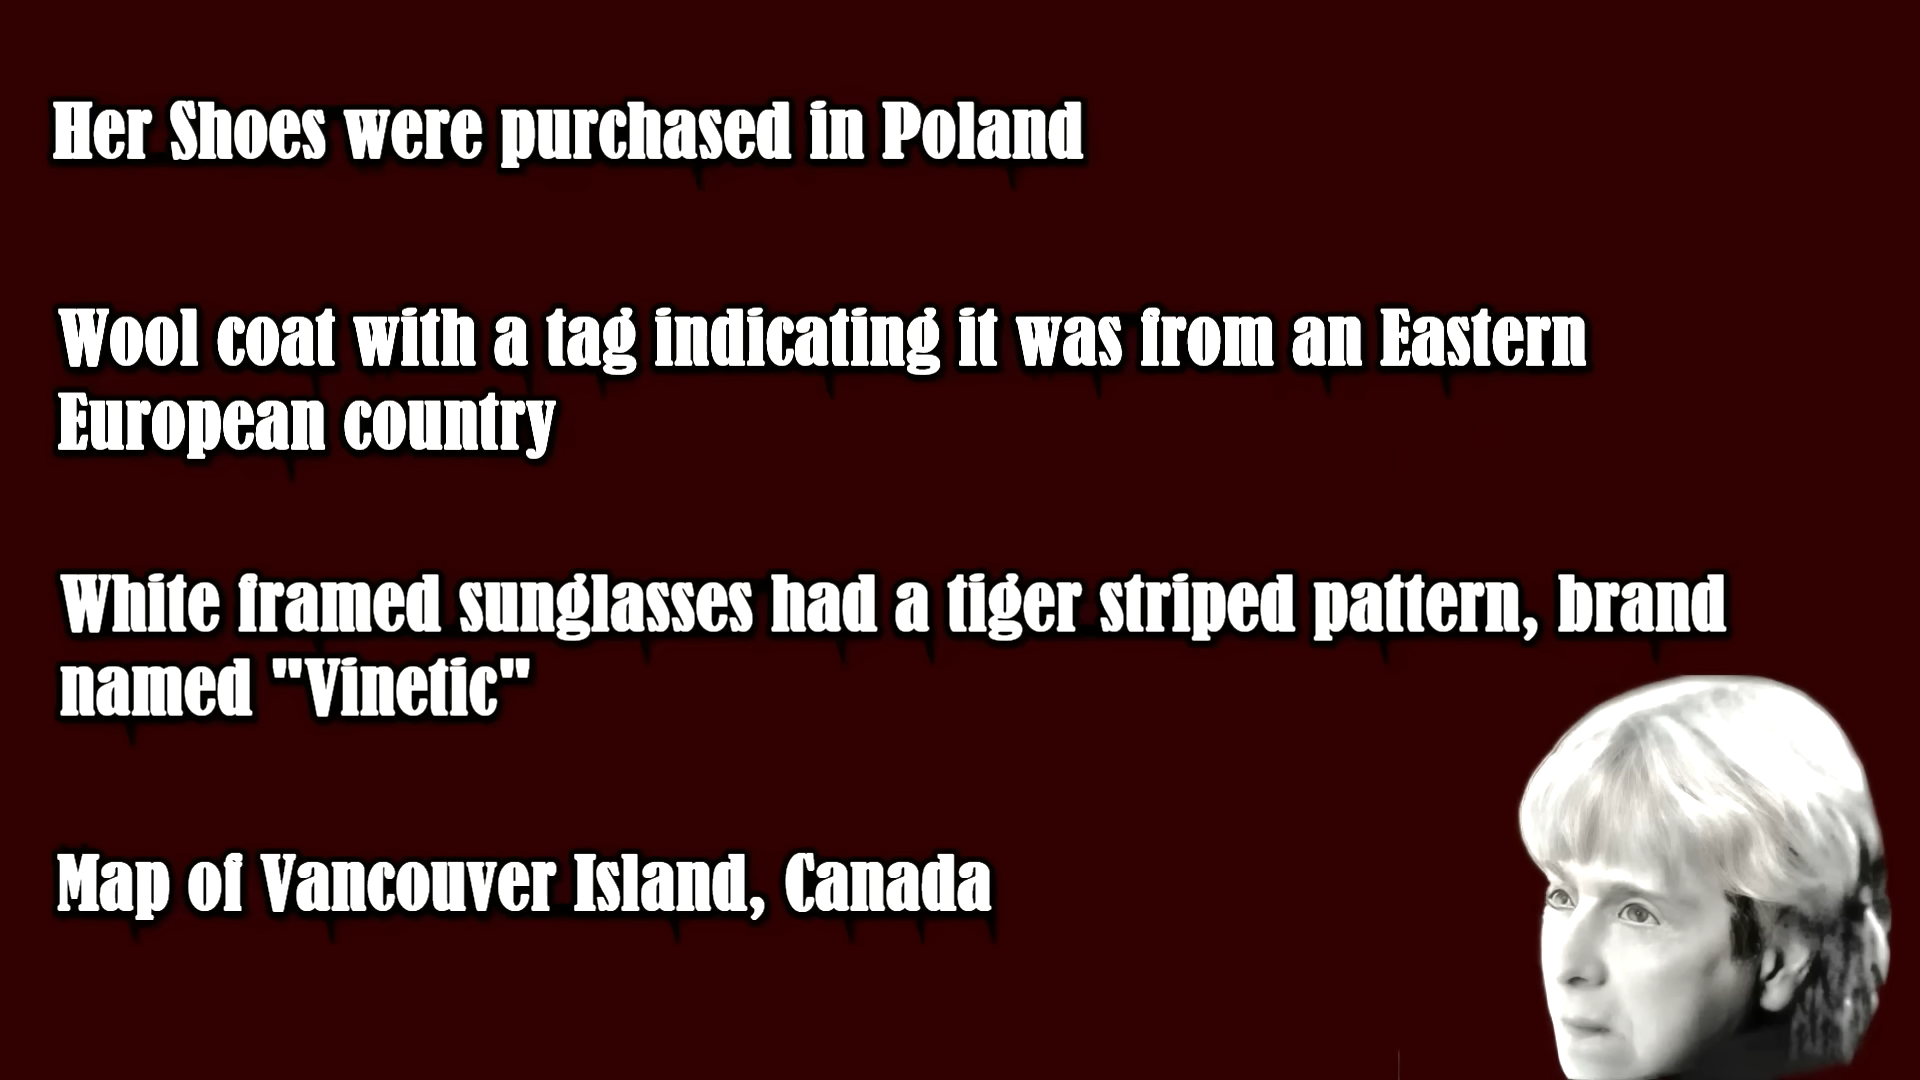 Her Shoes were purchased in Poland
Wool coat with a tag indicating it was from an Eastern
European country
White framed sunglasses had a tiger striped pattern, brand
named "Vinetic"
Map of Vancouver Island, Canada